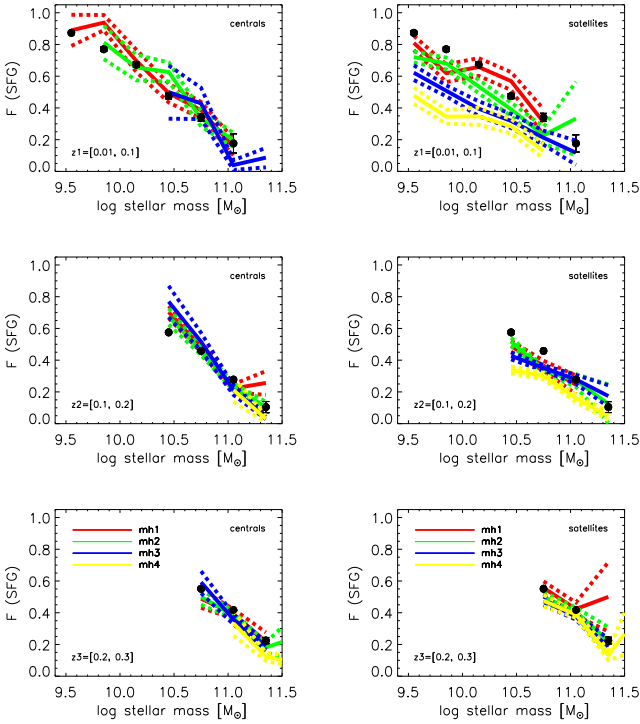 centrals
F (SFG)
1.0
0.8
0.6
0.4
0.2
0.0
z1=[0.01, 0.1]
9.5 10.0 10.5 11.0 11.5
log stellar mass [M⊙]
satellites
F (SFG)
1.0
0.8
0.6
0.4
0.2
0.0
z1=[0.01, 0.1]
9.5 10.0 10.5 11.0 11.5
log stellar mass [M⊙]
centrals
F (SFG)
1.0
0.8
0.6
0.4
0.2
0.0
z2=[0.1, 0.2]
9.5 10.0 10.5 11.0 11.5
log stellar mass [M⊙]
satellites
F (SFG)
1.0
0.8
0.6
0.4
0.2
0.0
z2=[0.1, 0.2]
9.5 10.0 10.5 11.0 11.5
log stellar mass [M⊙]
centrals
mh1
mh2
mh3
mh4
F (SFG)
1.0
0.8
0.6
0.4
0.2
0.0
z3=[0.2, 0.3]
9.5 10.0 10.5 11.0 11.5
log stellar mass [M⊙]
satellites
mh1
mh2
mh3
mh4
F (SFG)
1.0
0.8
0.6
0.4
0.2
0.0
z3=[0.2, 0.3]
9.5 10.0 10.5 11.0 11.5
log stellar mass [M⊙]